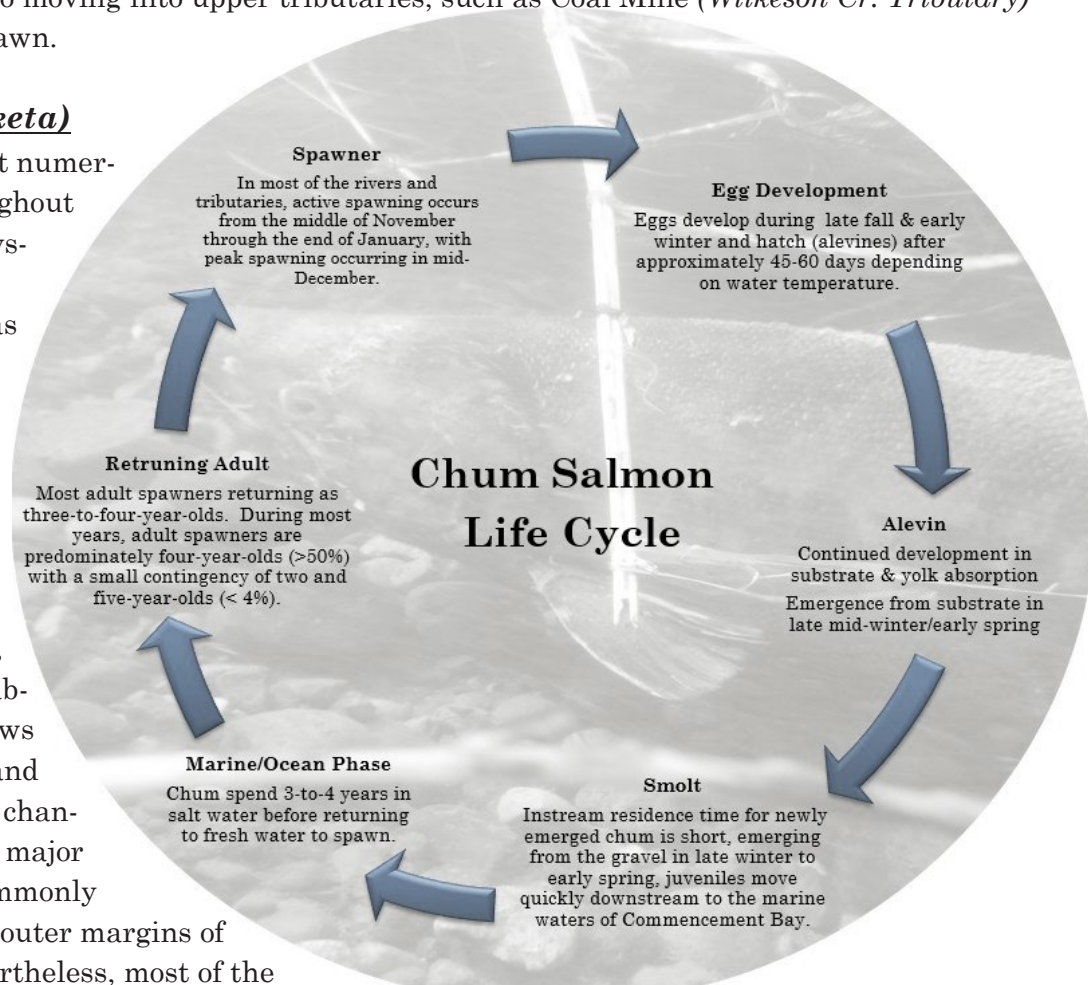 moving into upper tributaries, such as Coal Mine (Wilkeson Cr. Tributary)
keta)
t numer-
ghout
Spawner
In most of the rivers and
tributaries, active spawning occurs
from the middle of November
through the end of January, with
peak spawning occurring in mid-
December.
Egg Development
Eggs develop during late fall & early
winter and hatch (alevines) after
approximately 45-60 days depending
on water temperature.
Alevin
Continued development in
substrate & yolk absorption
Emergence from substrate in
late mid-winter/early spring
Smolt
Instream residence time for newly
emerged chum is short, emerging
from the gravel in late winter to
early spring, juveniles move
quickly downstream to the marine
waters of Commencement Bay.
Marine/Ocean Phase
Chum spend 3-to-4 years in
salt water before returning
to fresh water to spawn.
Retruning Adult
Most adult spawners returning as
three-to-four-year-olds. During most
years, adult spawners are
predominately four-year-olds (>50%)
with a small contingency of two and
five-year-olds (< 4%).
Chum Salmon
Life Cycle
and
chan-
major
outer margins of
most of the